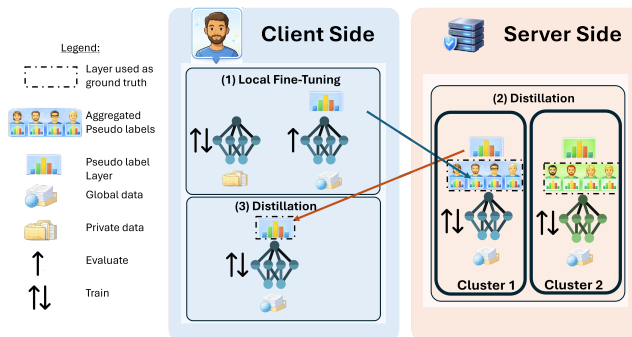 Legend:
Layer used as
ground truth
Aggregated
Pseudo labels
Pseudo label
Layer
Global data
Private data
Evaluate
Train
Client Side
(1) Local Fine-Tuning
(3) Distillation
Server Side
(2) Distillation
Cluster 1
Cluster 2